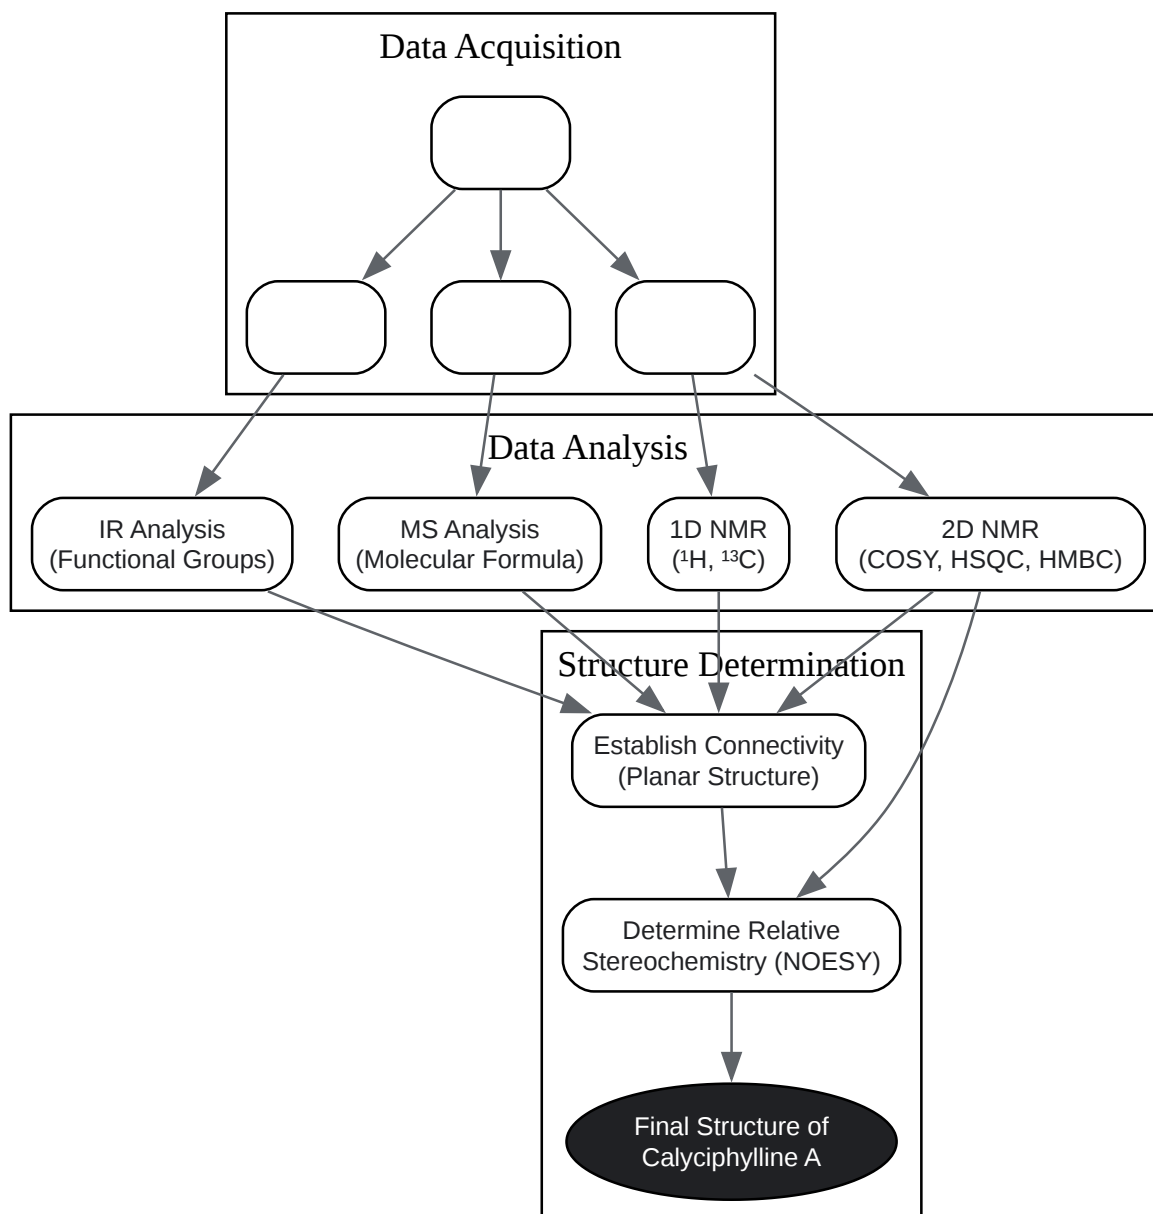 Data Acquisition
Data Analysis
IR Analysis
(Functional Groups)
MS Analysis
(Molecular Formula)
1D NMR
(¹H, ¹³C)
2D NMR
(COSY, HSQC, HMBC)
Structure Determination
Establish Connectivity
(Planar Structure)
Determine Relative
Stereochemistry (NOESY)
Final Structure of
Calyciphylline A